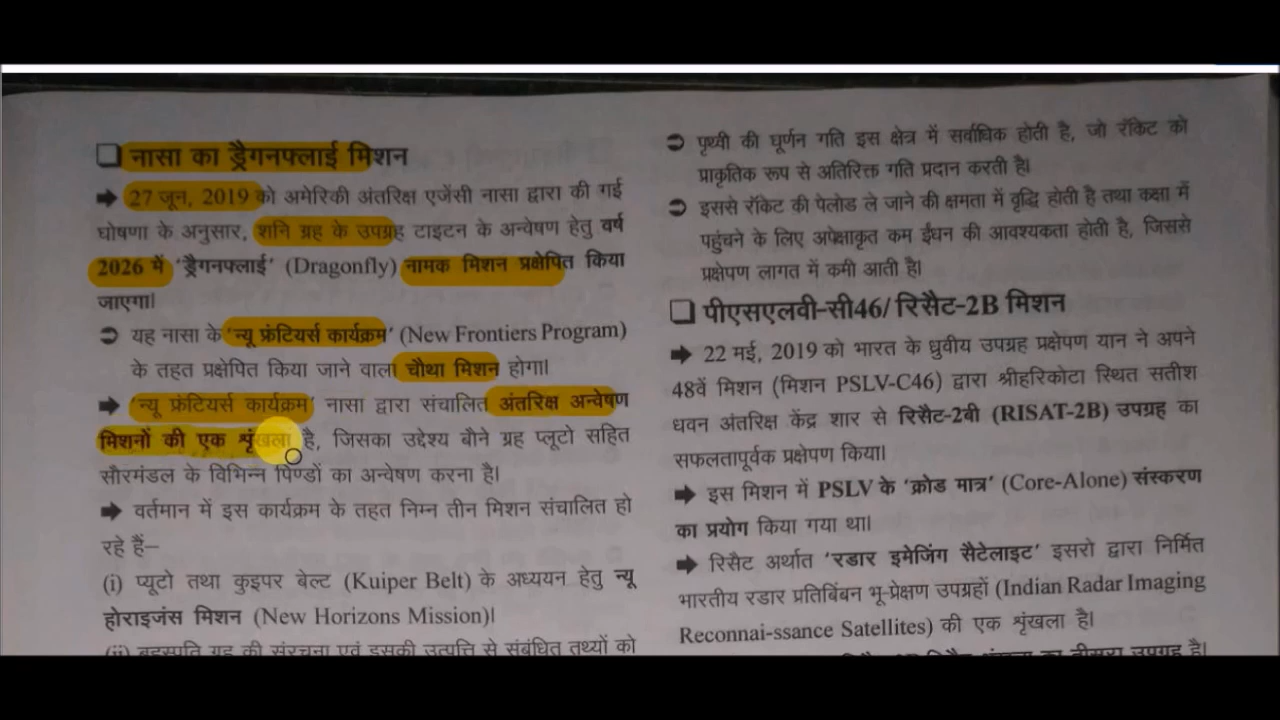 ❑ नासा का ड्रैगनफ्लाई मिशन
➡ 27 जून, 2019 को अमेरिकी अंतरिक्ष एजेंसी नासा द्वारा की गई
घोषणा के अनुसार, शनि ग्रह के उपग्रह टाइटन के अन्वेषण हेतु वर्ष
2026 में 'ड्रैगनफ्लाई' (Dragonfly) नामक मिशन प्रक्षेपित किया
जाएगा।
➲ यह नासा के 'न्यू फ्रंटियर्स कार्यक्रम' (New Frontiers Program)
के तहत प्रक्षेपित किया जाने वाला चौथा मिशन होगा।
➡ 'न्यू फ्रंटियर्स कार्यक्रम' नासा द्वारा संचालित अंतरिक्ष अन्वेषण
मिशनों की एक शृंखला है, जिसका उद्देश्य बौने ग्रह प्लूटो सहित
सौरमंडल के विभिन्न पिण्डों का अन्वेषण करना है।
➡ वर्तमान में इस कार्यक्रम के तहत निम्न तीन मिशन संचालित हो
रहे हैं–
(i) प्यूटो तथा कुइपर बेल्ट (Kuiper Belt) के अध्ययन हेतु न्यू
होराइजंस मिशन (New Horizons Mission)।
(ii) बृहस्पति ग्रह की संरचना एवं इसकी उत्पत्ति से संबंधित तथ्यों को
➲ पृथ्वी की घूर्णन गति इस क्षेत्र में सर्वाधिक होती है, जो रॉकेट को
प्राकृतिक रूप से अतिरिक्त गति प्रदान करती है।
➲ इससे रॉकेट की पेलोड ले जाने की क्षमता में वृद्धि होती है तथा कक्षा में
पहुंचने के लिए अपेक्षाकृत कम ईंधन की आवश्यकता होती है, जिससे
प्रक्षेपण लागत में कमी आती है।
❑ पीएसएलवी-सी46/ रिसैट-2B मिशन
➡ 22 मई, 2019 को भारत के ध्रुवीय उपग्रह प्रक्षेपण यान ने अपने
48वें मिशन (मिशन PSLV-C46) द्वारा श्रीहरिकोटा स्थित सतीश
धवन अंतरिक्ष केंद्र शार से रिसैट-2बी (RISAT-2B) उपग्रह का
सफलतापूर्वक प्रक्षेपण किया।
➡ इस मिशन में PSLV के 'क्रोड मात्र' (Core-Alone) संस्करण
का प्रयोग किया गया था।
➡ रिसैट अर्थात 'रडार इमेजिंग सैटेलाइट' इसरो द्वारा निर्मित
भारतीय रडार प्रतिबिंबन भू-प्रेक्षण उपग्रहों (Indian Radar Imaging
Reconnai-ssance Satellites) की एक शृंखला है।
का तीसरा उपग्रह है।